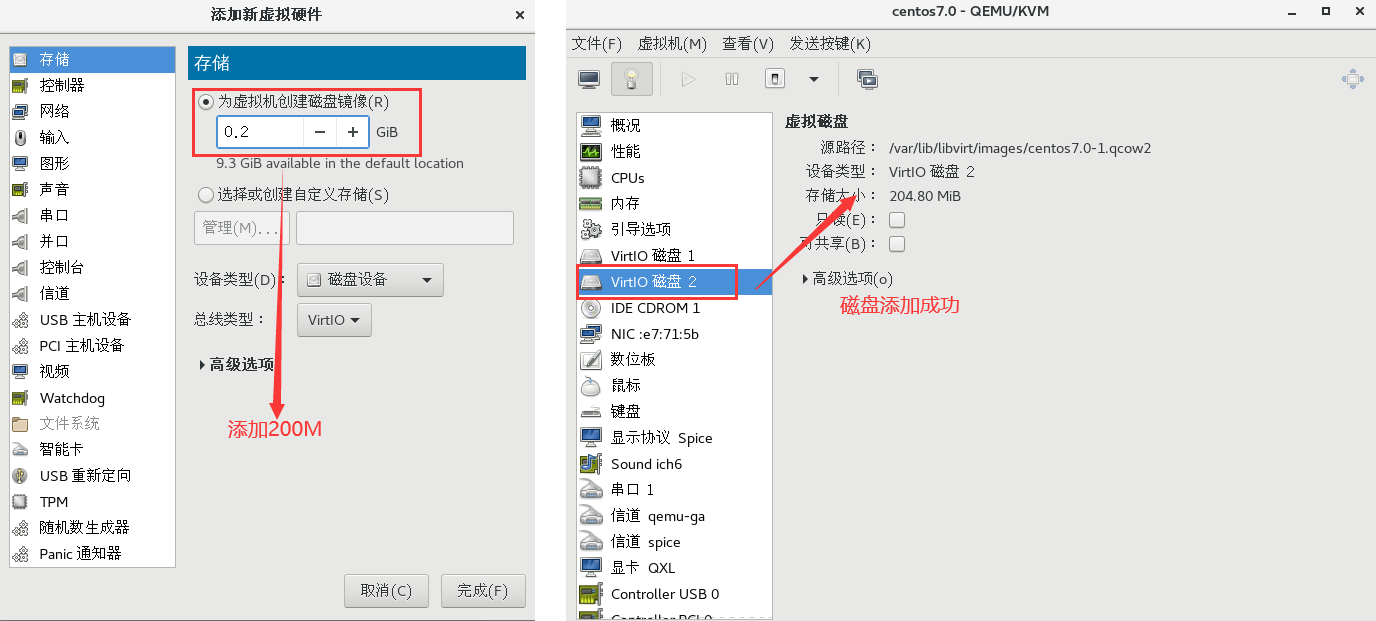 添加新虚拟硬件
存储
控制器
网络
输入
图形
声音
串口
并口
控制台
信道
USB 主机设备
PCI 主机设备
视频
Watchdog
文件系统
智能卡
USB 重新定向
TPM
随机数生成器
Panic 通知器
存储
为虚拟机创建磁盘镜像(R)
0.2 − + GiB
9.3 GiB available in the default location
选择或创建自定义存储(S)
管理(M)...
设备类型(D)： 磁盘设备
总线类型： VirtIO
高级选项
添加200M
取消(C) 完成(F)
centos7.0 - QEMU/KVM
文件(F) 虚拟机(M) 查看(V) 发送按键(K)
概况
性能
CPUs
内存
引导选项
VirtIO 磁盘 1
VirtIO 磁盘 2
IDE CDROM 1
NIC :e7:71:5b
数位板
鼠标
键盘
显示协议 Spice
Sound ich6
串口 1
信道 qemu-ga
信道 spice
显卡 QXL
Controller USB 0
Controller PCI 0
虚拟磁盘
源路径： /var/lib/libvirt/images/centos7.0-1.qcow2
设备类型： VirtIO 磁盘 2
存储大小： 204.80 MiB
只读(E)：
可共享(B)：
高级选项(o)
磁盘添加成功